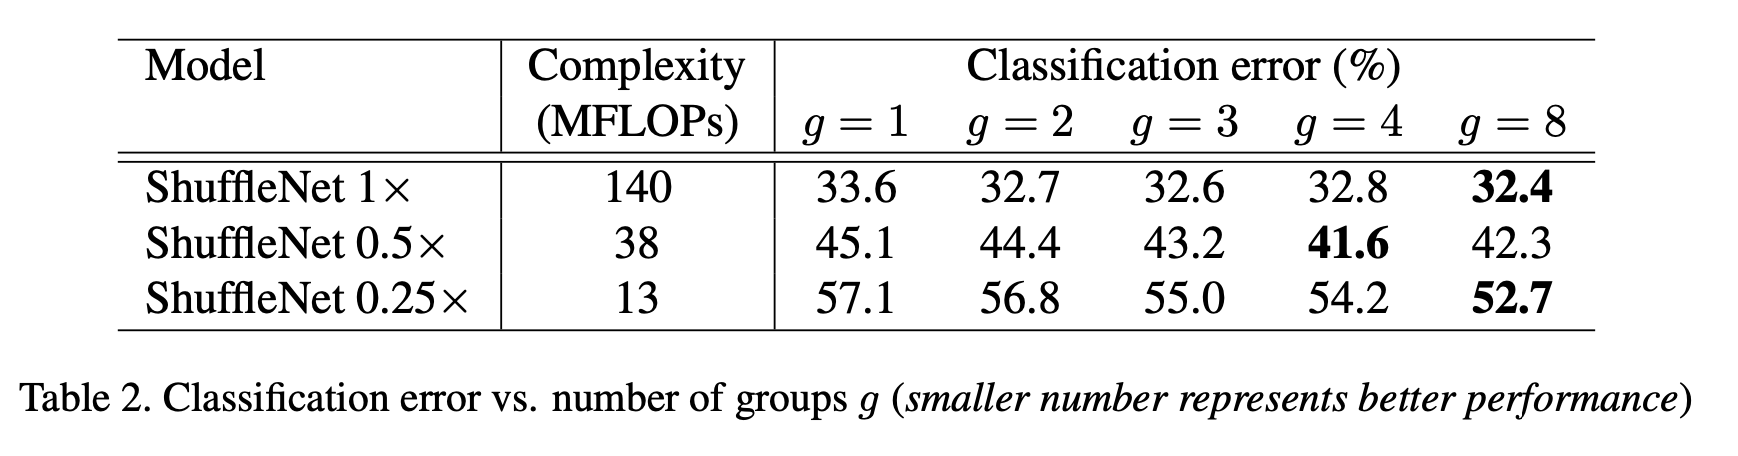 Model Complexity Classification error (%)
(MFLOPs) g = 1 g = 2 g = 3 g = 4 g = 8
ShuffleNet 1× 140 33.6 32.7 32.6 32.8 32.4
ShuffleNet 0.5× 38 45.1 44.4 43.2 41.6 42.3
ShuffleNet 0.25× 13 57.1 56.8 55.0 54.2 52.7
Table 2. Classification error vs. number of groups g (smaller number represents better performance)